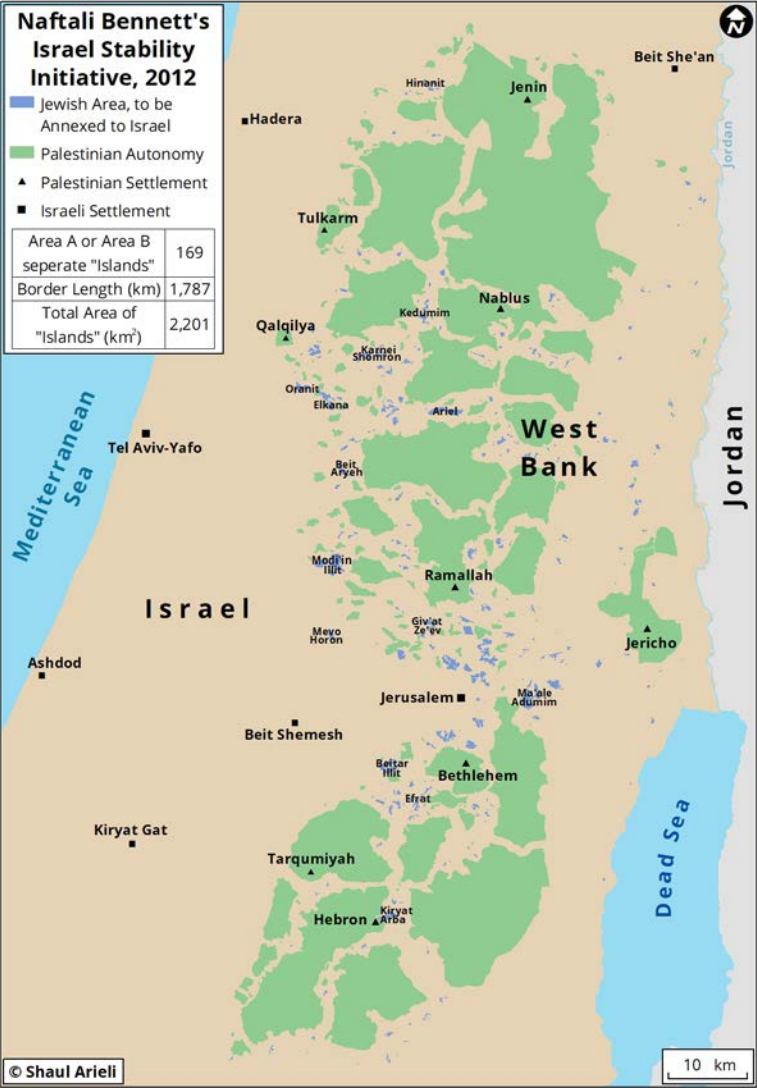 Naftali Bennett's
Israel Stability
Initiative, 2012
Jewish Area, to be
Annexed to Israel
Palestinian Autonomy
Palestinian Settlement
Israeli Settlement
Area A or Area B
seperate "Islands"
169
Border Length (km)
1,787
Total Area of
"Islands" (km²)
2,201
N
Beit She'an
Hinanit
Jenin
Hadera
Jordan
Tulkarm
Nablus
Kedumim
Qalqilya
Karnei
Shomron
Oranit
Elkana
Ariel
West
Bank
Mediterranean
Sea
Tel Aviv-Yafo
Jordan
Beit
Aryeh
Modi'in
Illit
Ramallah
Israel
Giv'at
Ze'ev
Mevo
Horon
Jericho
Ashdod
Jerusalem
Ma'ale
Adumim
Beit Shemesh
Beitar
Illit
Bethlehem
Efrat
Kiryat Gat
Dead Sea
Tarqumiyah
Hebron
Kiryat
Arba
© Shaul Arieli
10 km